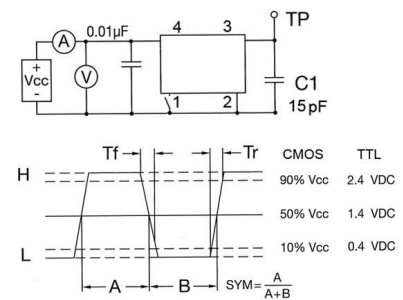 TP
A
0.01µF
4 3
+
Vcc
-
V
1 2
C1
15pF
Tf Tr CMOS TTL
H
90% Vcc 2.4 VDC
50% Vcc 1.4 VDC
L
10% Vcc 0.4 VDC
A B SYM= A
A+B